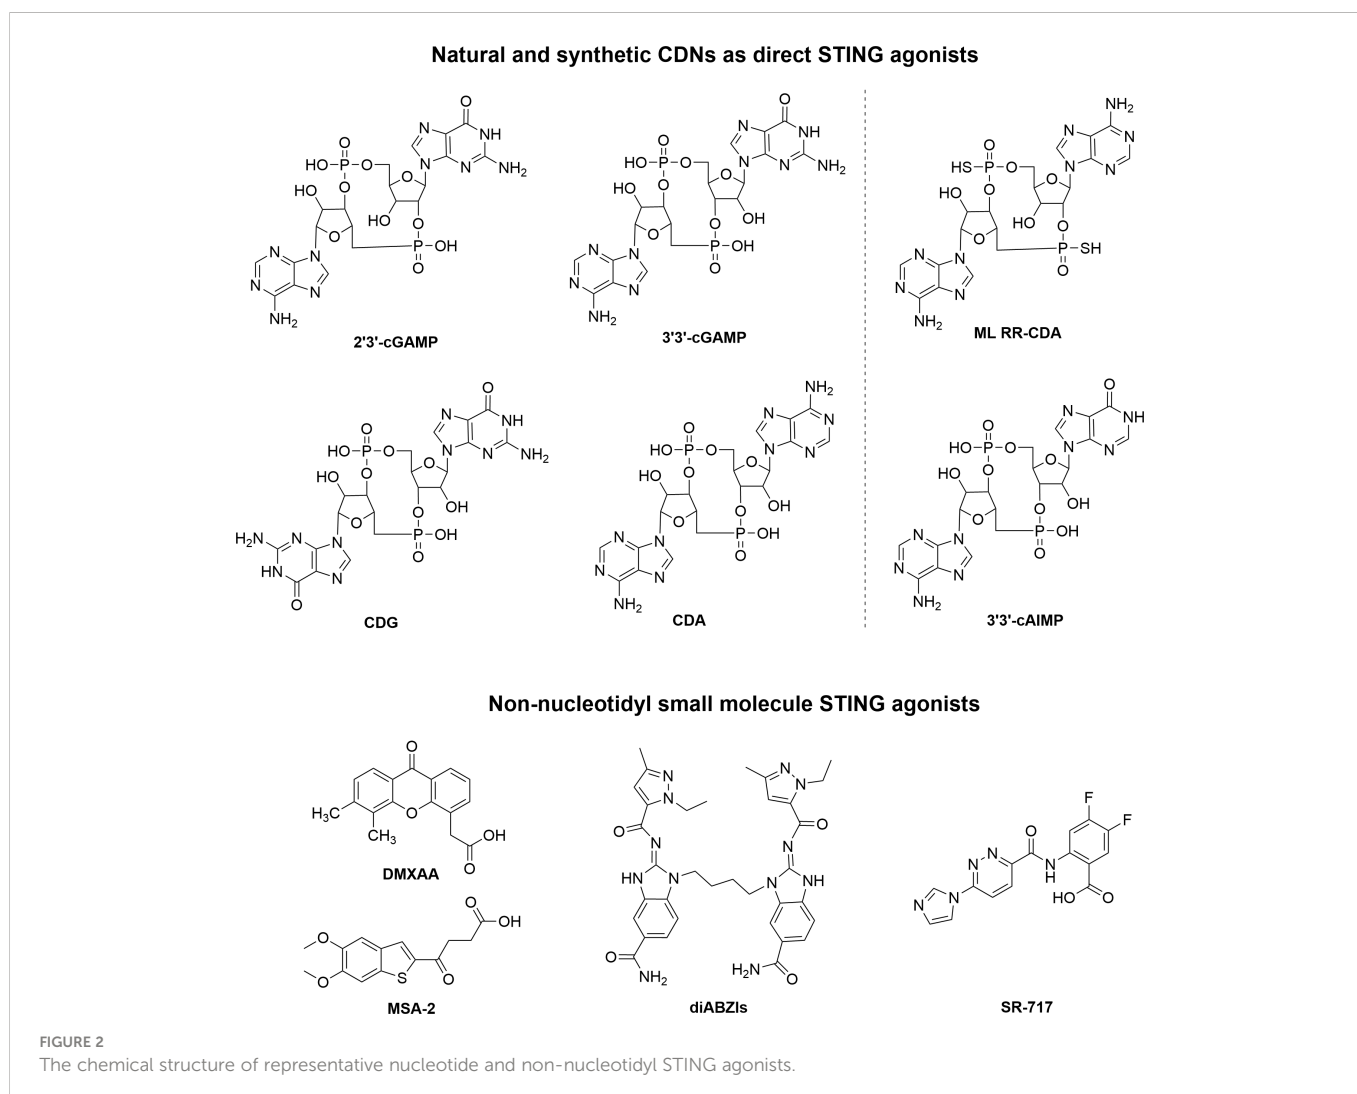 Natural and synthetic CDNs as direct STING agonists
2'3'-cGAMP
3'3'-cGAMP
ML RR-CDA
CDG
CDA
3'3'-cAIMP
Non-nucleotidyl small molecule STING agonists
DMXAA
MSA-2
diABZIs
SR-717
FIGURE 2
The chemical structure of representative nucleotide and non-nucleotidyl STING agonists.